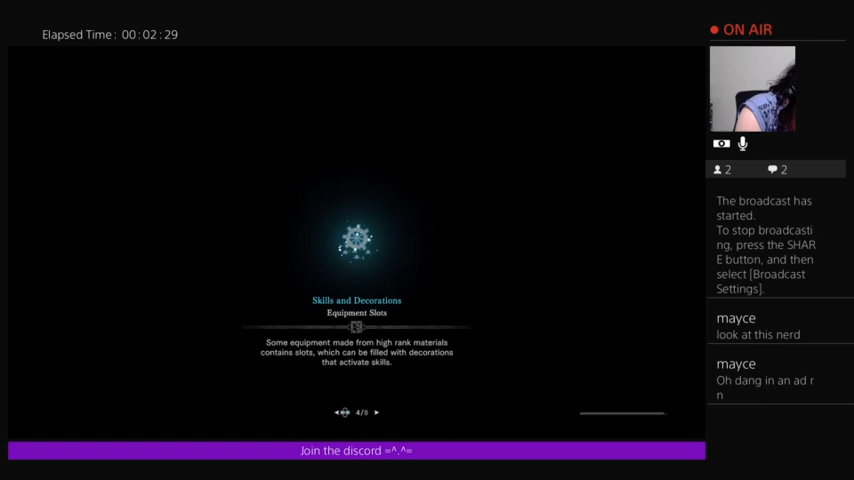 Elapsed Time: 00:02:29
ON AIR
2 2
The broadcast has
started.
To stop broadcasti
ng, press the SHAR
E button, and then
select [Broadcast
Settings].
mayce
look at this nerd
mayce
Oh dang in an ad r
n
Skills and Decorations
Equipment Slots
Some equipment made from high rank materials
contains slots, which can be filled with decorations
that activate skills.
4/8
Join the discord =^.^=